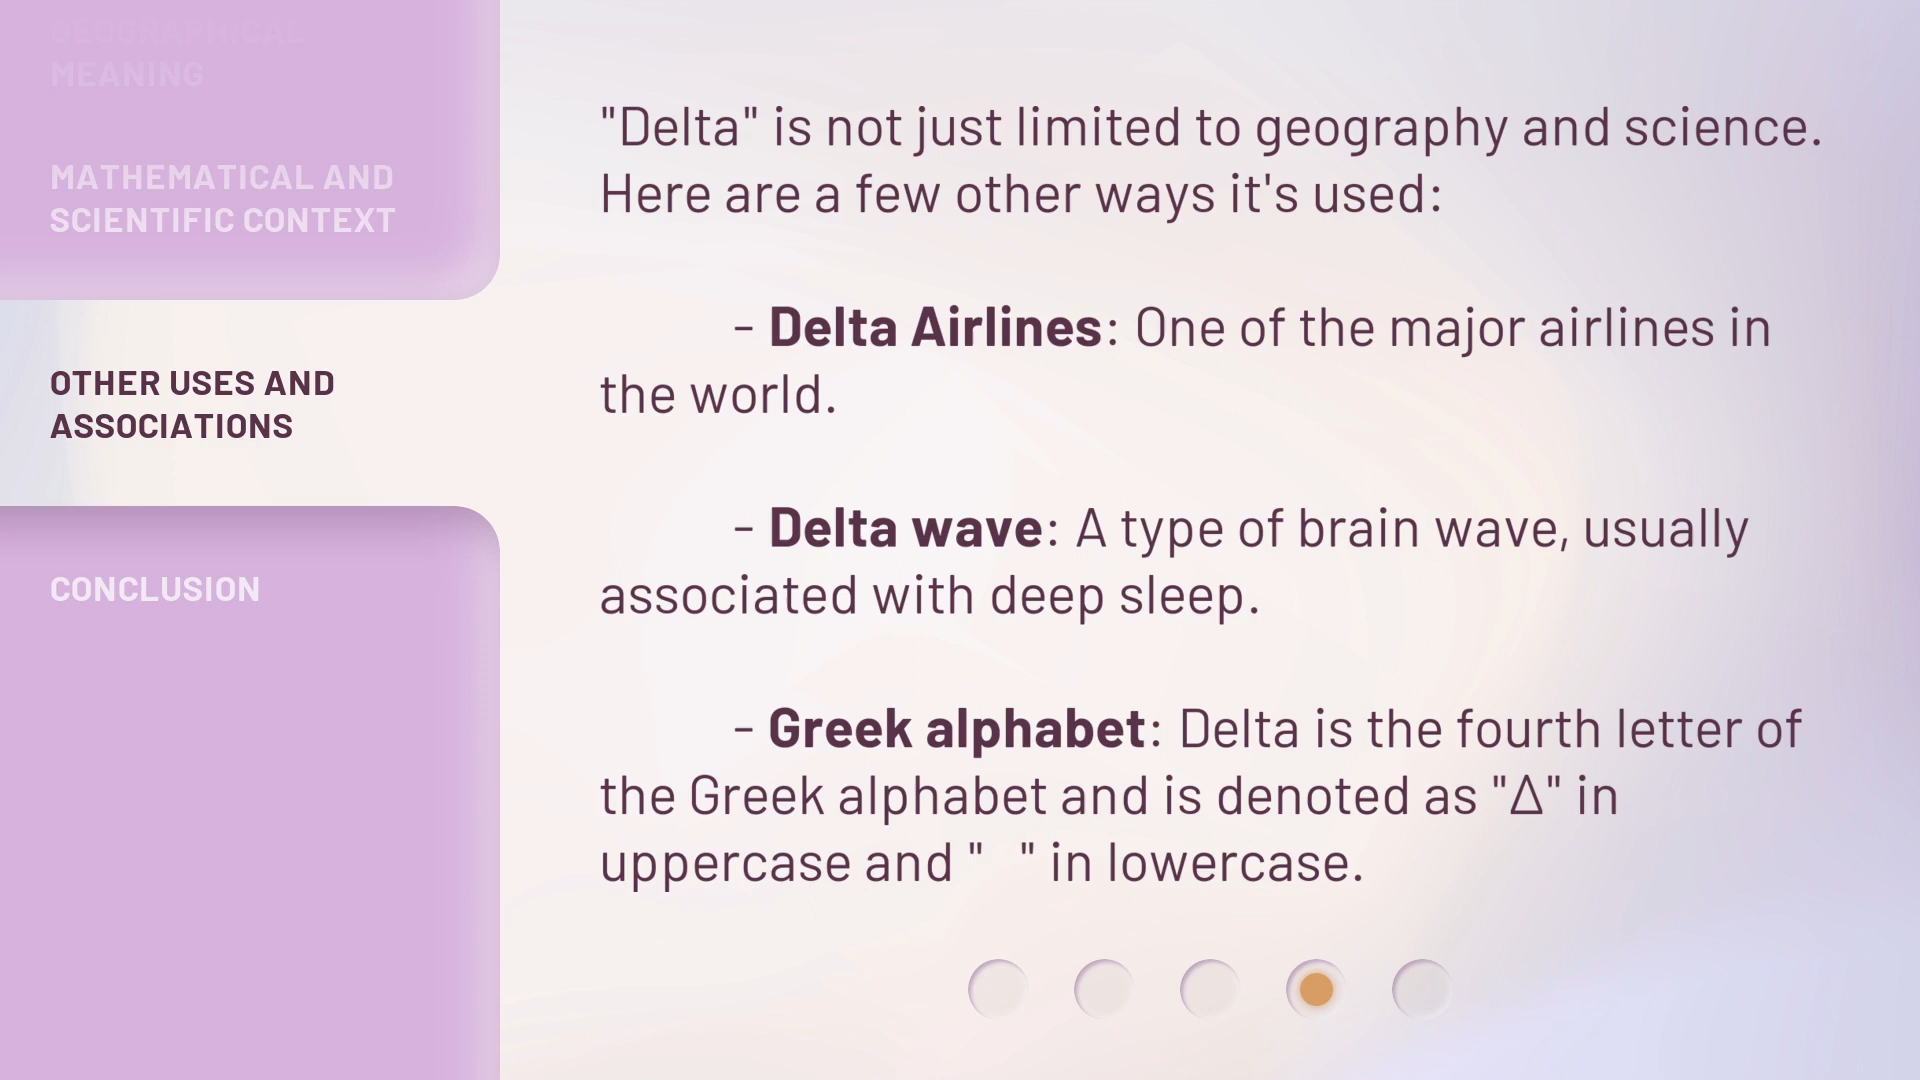 GEOGRAPHICAL
MEANING
MATHEMATICAL AND
SCIENTIFIC CONTEXT
OTHER USES AND
ASSOCIATIONS
CONCLUSION
"Delta" is not just limited to geography and science.
Here are a few other ways it's used:
- Delta Airlines: One of the major airlines in
the world.
- Delta wave: A type of brain wave, usually
associated with deep sleep.
- Greek alphabet: Delta is the fourth letter of
the Greek alphabet and is denoted as "Δ" in
uppercase and " " in lowercase.